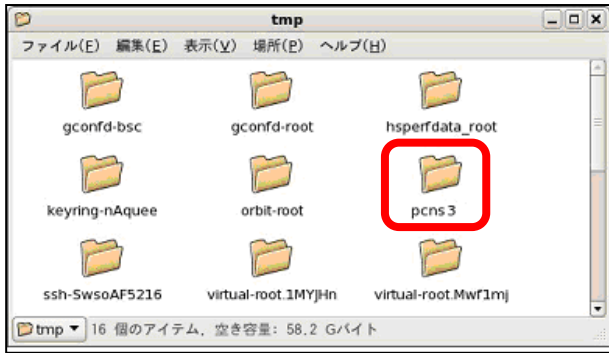 tmp
ファイル(F) 編集(E) 表示(V) 場所(P) ヘルプ(H)
gconfd-bsc gconfd-root hsperfdata_root
keyring-nAquee orbit-root pcns3
ssh-SwsoAF5216 virtual-root.1MYJHn virtual-root.Mwf1mj
tmp 16 個のアイテム, 空き容量: 58.2 Gバイト